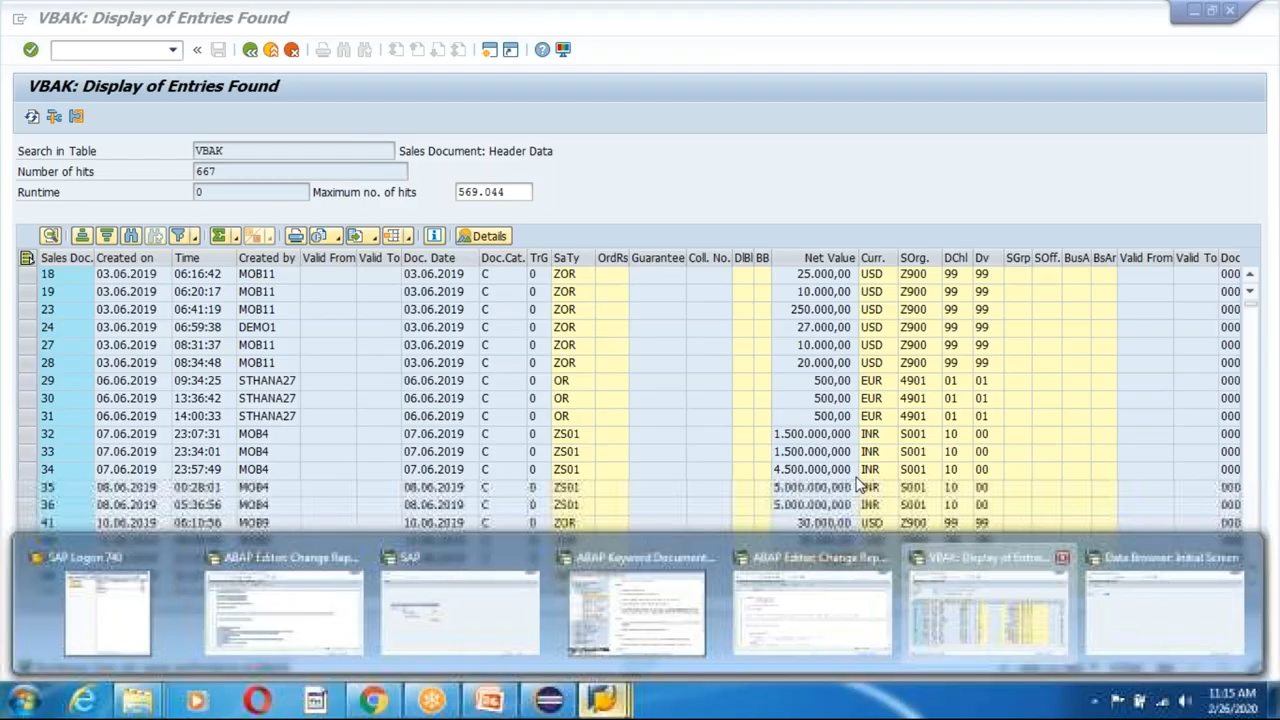 VBAK: Display of Entries Found
VBAK: Display of Entries Found
Search in Table VBAK Sales Document: Header Data
Number of hits 667
Runtime 0 Maximum no. of hits 569.044
Details
Sales Doc. Created on Time Created by Valid From Valid To Doc. Date Doc.Cat. TrG SaTy OrdRs Guarantee Coll. No. DlBl BB Net Value Curr. SOrg. DChl Dv SGrp SOff. BusA BsAr Valid From Valid To Doc
18 03.06.2019 06:16:42 MOB11 03.06.2019 C 0 ZOR 25.000,00 USD Z900 99 99 000
19 03.06.2019 06:20:17 MOB11 03.06.2019 C 0 ZOR 10.000,00 USD Z900 99 99 000
23 03.06.2019 06:41:19 MOB11 03.06.2019 C 0 ZOR 250.000,00 USD Z900 99 99 000
24 03.06.2019 06:59:38 DEMO1 03.06.2019 C 0 ZOR 27.000,00 USD Z900 99 99 000
27 03.06.2019 08:31:37 MOB11 03.06.2019 C 0 ZOR 10.000,00 USD Z900 99 99 000
28 03.06.2019 08:34:48 MOB11 03.06.2019 C 0 ZOR 20.000,00 USD Z900 99 99 000
29 06.06.2019 09:34:25 STHANA27 06.06.2019 C 0 OR 500,00 EUR 4901 01 01 000
30 06.06.2019 13:36:42 STHANA27 06.06.2019 C 0 OR 500,00 EUR 4901 01 01 000
31 06.06.2019 14:00:33 STHANA27 06.06.2019 C 0 OR 500,00 EUR 4901 01 01 000
32 07.06.2019 23:07:31 MOB4 07.06.2019 C 0 ZS01 1.500.000,000 INR S001 10 00 000
33 07.06.2019 23:34:01 MOB4 07.06.2019 C 0 ZS01 1.500.000,000 INR S001 10 00 000
34 07.06.2019 23:57:49 MOB4 07.06.2019 C 0 ZS01 4.500.000,000 INR S001 10 00 000
35 08.06.2019 00:28:01 MOB4 08.06.2019 C 0 ZS01 5.000.000,000 INR S001 10 00 000
36 08.06.2019 05:36:56 MOB4 08.06.2019 C 0 ZS01 5.000.000,000 INR S001 10 00 000
41 10.06.2019 06:10:56 MOB9 10.06.2019 C 0 ZOR 30.000,00 USD Z900 99 99 000
SAP Logon 740 ABAP Editor: Change Rep... SAP ABAP Keyword Document... ABAP Editor: Change Rep... VBAK: Display of Entries... Data Browser: Initial Screen
11:15 AM
2/26/2020